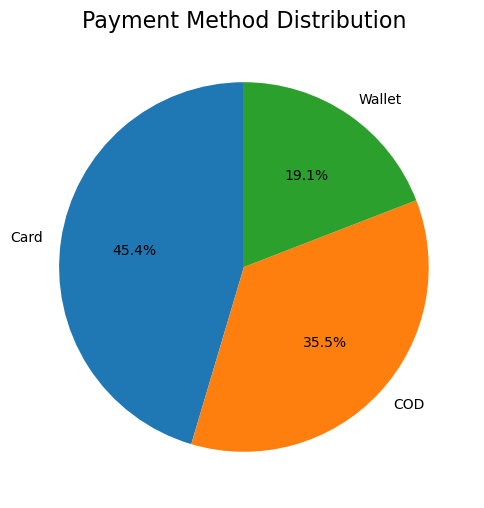 Payment Method Distribution
Wallet
19.1%
Card
45.4%
35.5%
COD